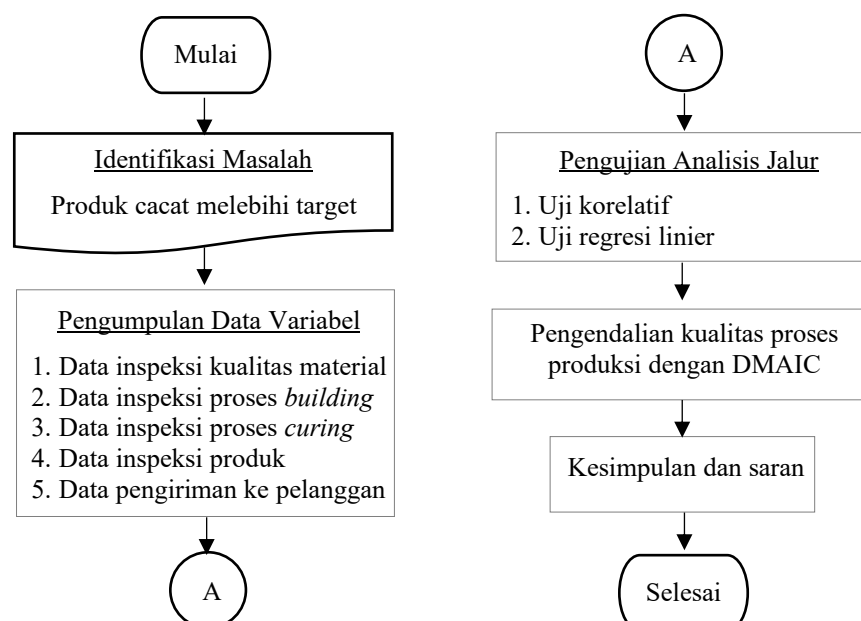 Mulai
Identifikasi Masalah
Produk cacat melebihi target
Pengumpulan Data Variabel
1. Data inspeksi kualitas material
2. Data inspeksi proses building
3. Data inspeksi proses curing
4. Data inspeksi produk
5. Data pengiriman ke pelanggan
A
A
Pengujian Analisis Jalur
1. Uji korelatif
2. Uji regresi linier
Pengendalian kualitas proses
produksi dengan DMAIC
Kesimpulan dan saran
Selesai